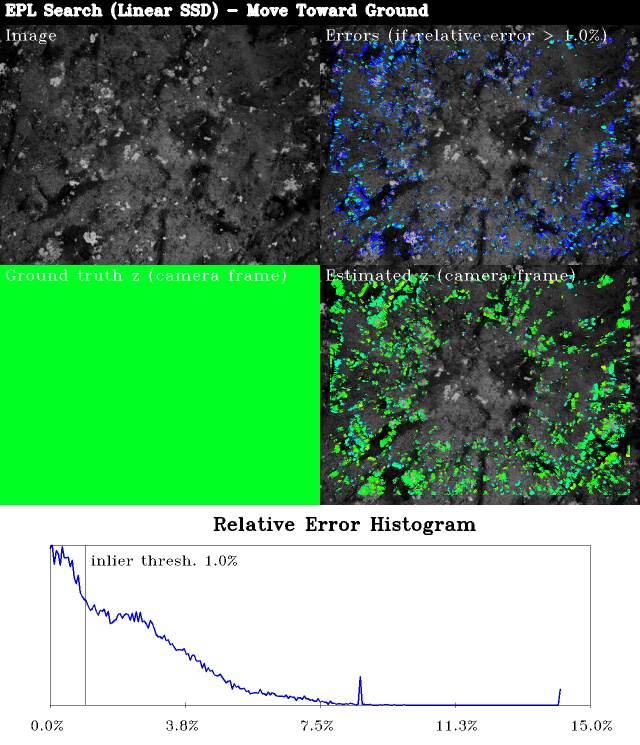 EPL Search (Linear SSD) - Move Toward Ground
Image
Errors (if relative error > 1.0%)
Ground truth z (camera frame)
Estimated z (camera frame)
Relative Error Histogram
inlier thresh. 1.0%
0.0%
3.8%
7.5%
11.3%
15.0%